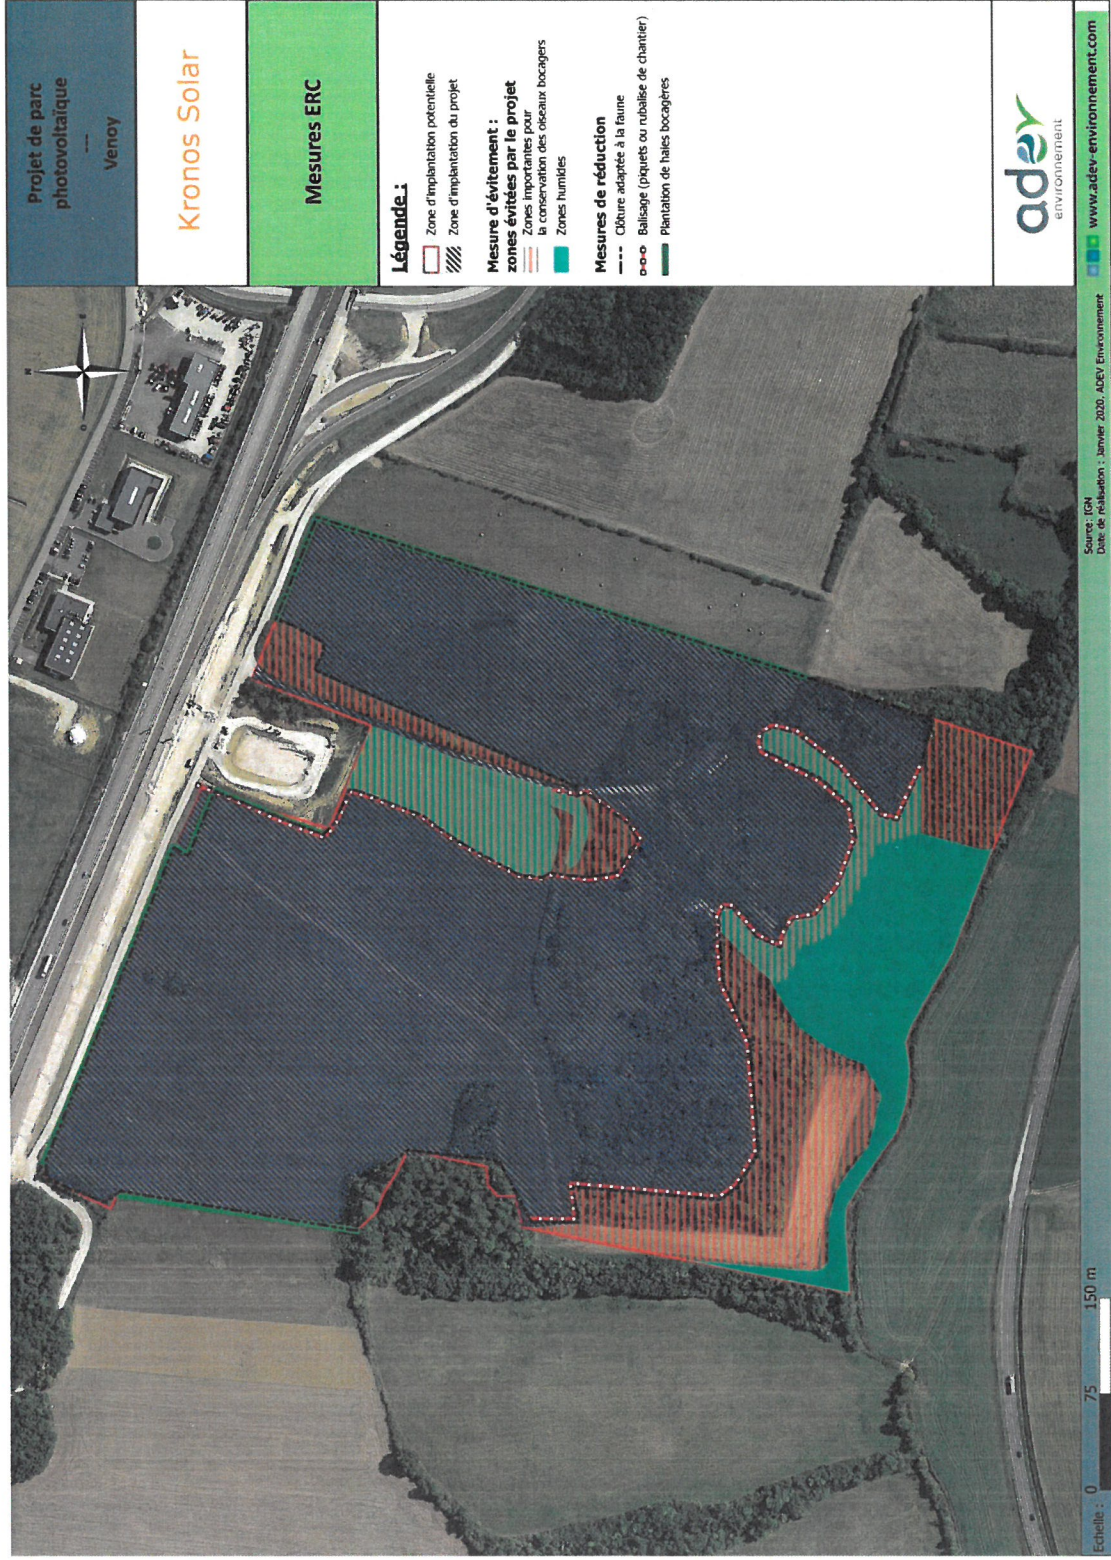 Projet de parc
photovoltaïque
---
Venoy
Kronos Solar
Mesures ERC
Légende :
Zone d'implantation potentielle
Zone d'implantation du projet
Mesure d'évitement :
zones évitées par le projet
Zones importantes pour
la conservation des oiseaux bocagers
Zones humides
Mesures de réduction
Clôture adaptée à la faune
Balisage (piquets ou rubalise de chantier)
Plantation de haies bocagères
adev
environnement
Echelle : 0 75 150 m
Source: IGN
Date de réalisation : Janvier 2020, ADEV Environnement
www.adev-environnement.com